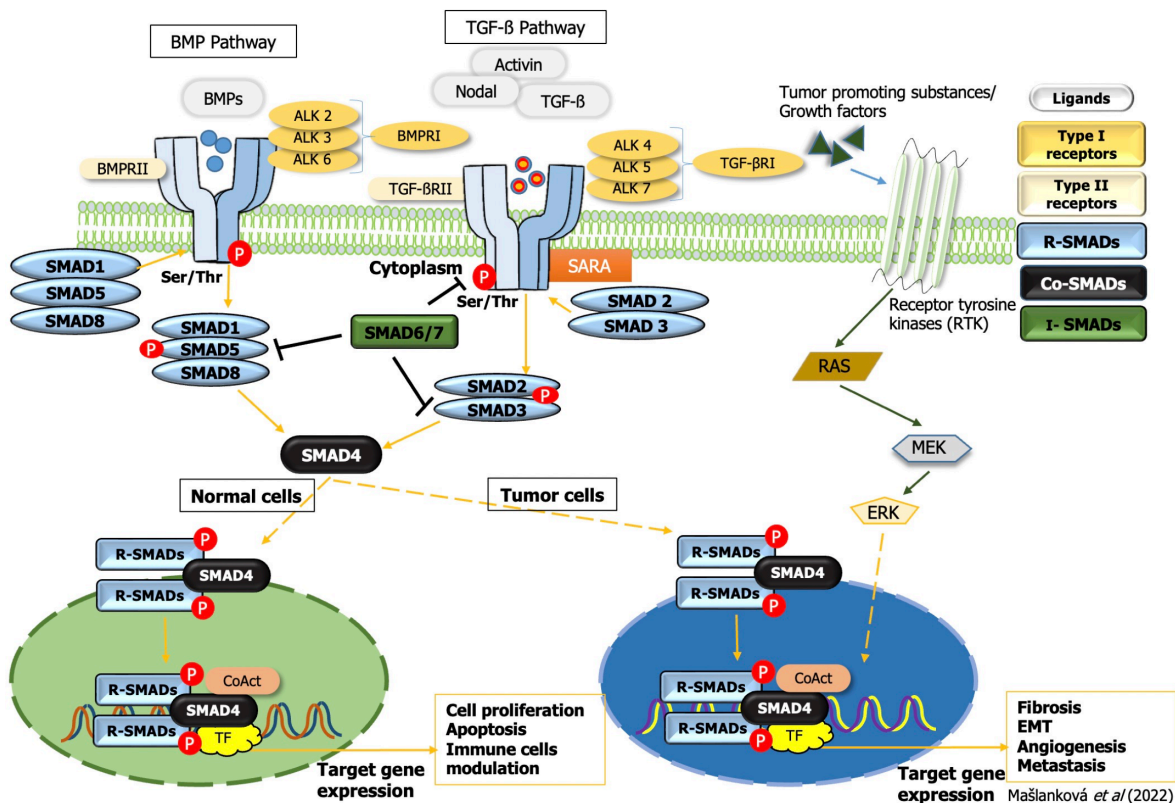 BMP Pathway
TGF-ß Pathway
BMPs
Activin
Nodal
TGF-ß
ALK 2
ALK 3
ALK 6
BMPRI
BMPRII
ALK 4
ALK 5
ALK 7
TGF-βRI
TGF-ßRII
Tumor promoting substances/
Growth factors
Ligands
Type I
receptors
Type II
receptors
R-SMADs
Co-SMADs
I- SMADs
P
Ser/Thr
SMAD1
SMAD5
SMAD8
Cytoplasm
P
Ser/Thr
SARA
SMAD 2
SMAD 3
Receptor tyrosine
kinases (RTK)
SMAD1
P
SMAD5
SMAD8
SMAD6/7
SMAD2
P
SMAD3
RAS
MEK
ERK
SMAD4
Normal cells
Tumor cells
P
R-SMADs
SMAD4
R-SMADs
P
P
R-SMADs
SMAD4
R-SMADs
P
P
CoAct
R-SMADs
SMAD4
R-SMADs
P
TF
Target gene
expression
Cell proliferation
Apoptosis
Immune cells
modulation
P
CoAct
R-SMADs
SMAD4
R-SMADs
P
TF
Target gene
expression
Fibrosis
EMT
Angiogenesis
Metastasis
Mašlanková et al (2022)